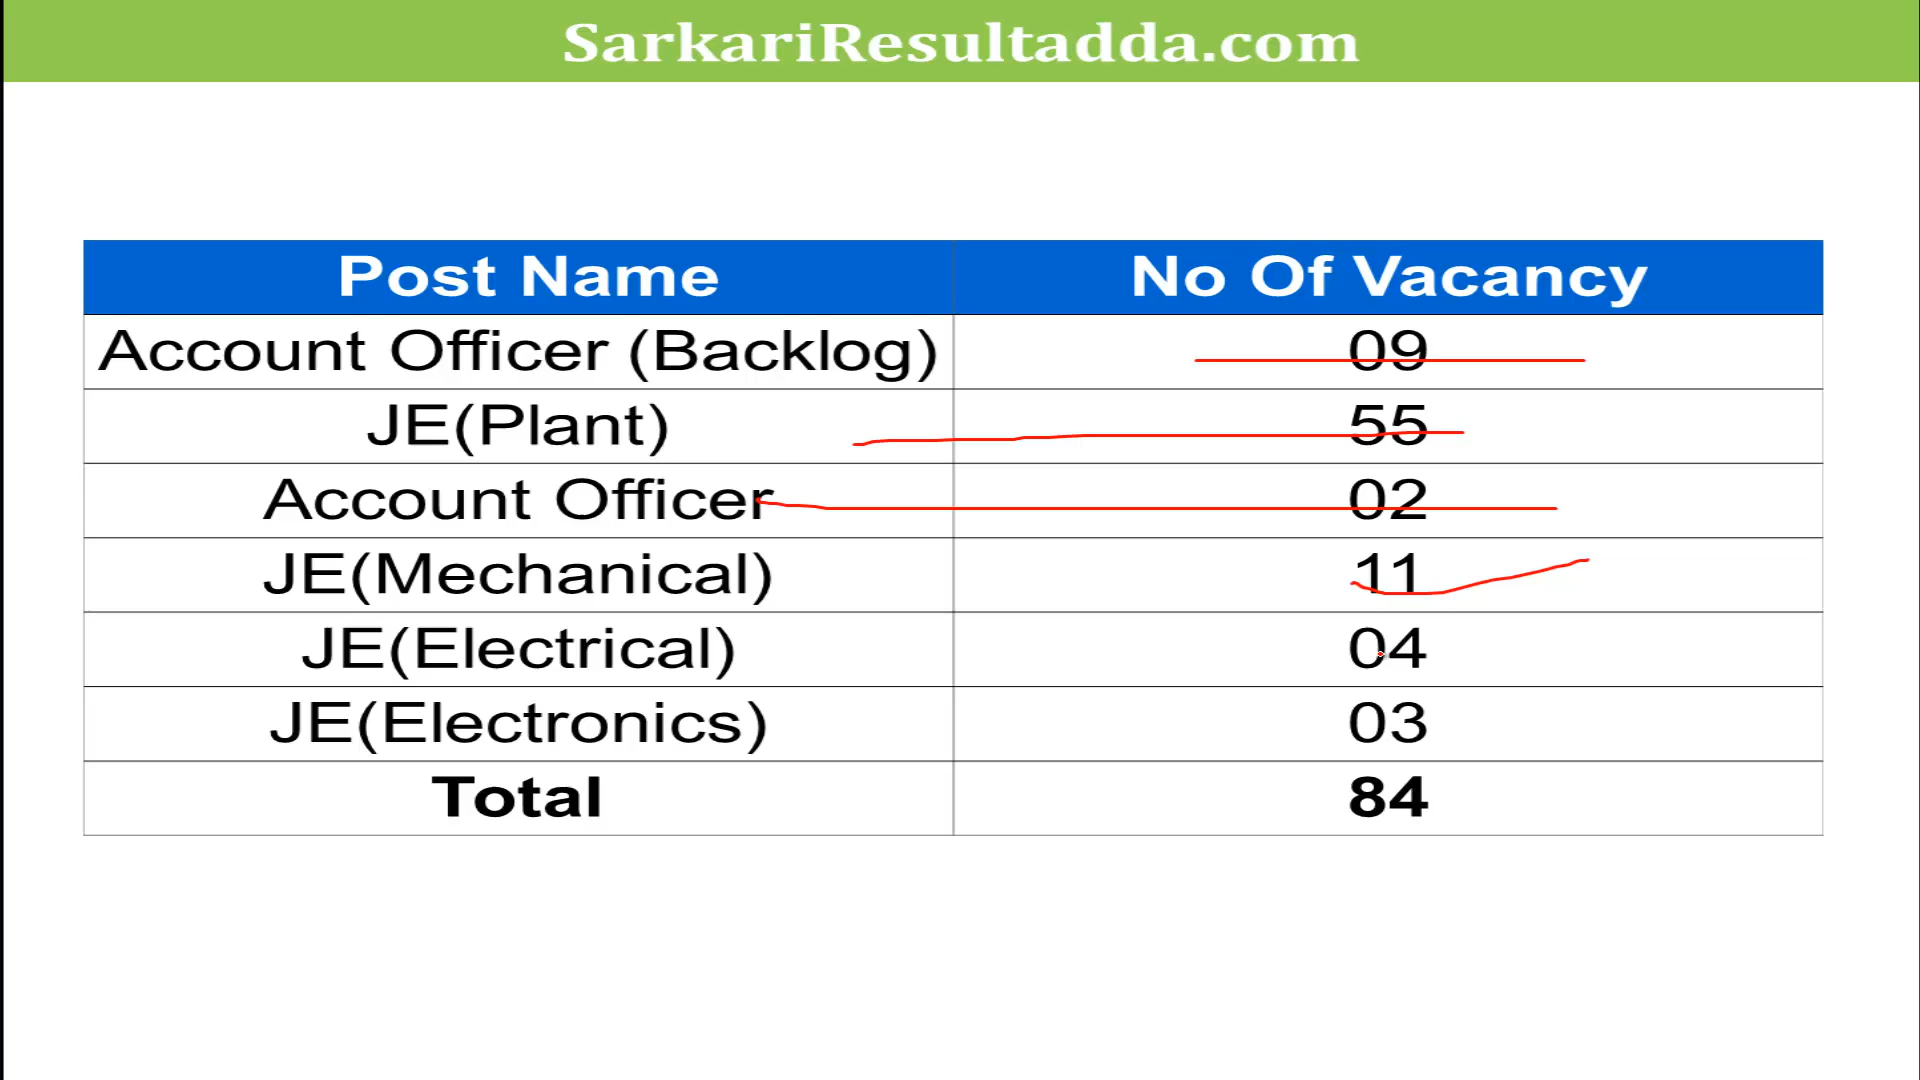 SarkariResultadda.com
Post Name No Of Vacancy
Account Officer (Backlog) 09
JE(Plant) 55
Account Officer 02
JE(Mechanical) 11
JE(Electrical) 04
JE(Electronics) 03
Total 84